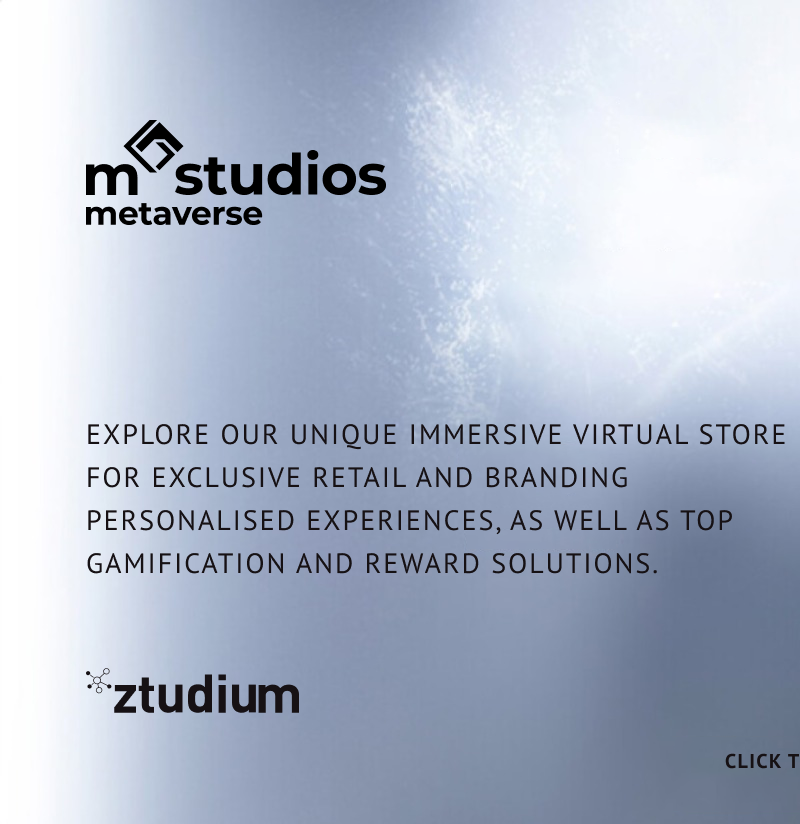 m studios
metaverse
EXPLORE OUR UNIQUE IMMERSIVE VIRTUAL STORE
FOR EXCLUSIVE RETAIL AND BRANDING
PERSONALISED EXPERIENCES, AS WELL AS TOP
GAMIFICATION AND REWARD SOLUTIONS.
ztudium
CLICK